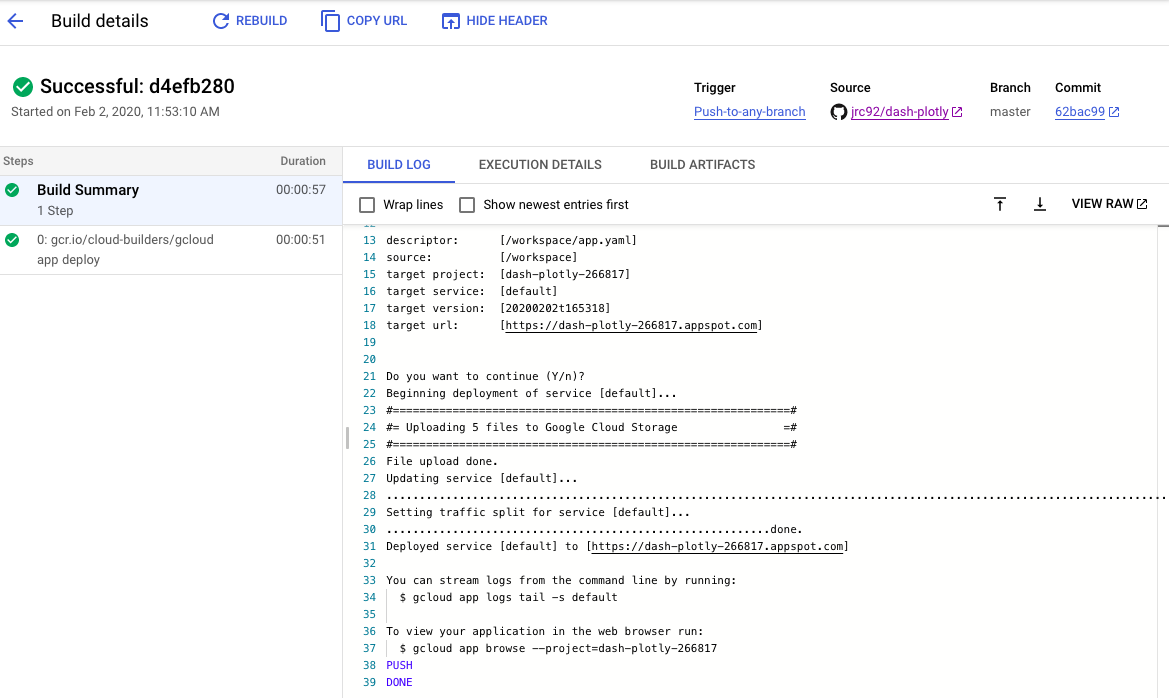 Build details
REBUILD
COPY URL
HIDE HEADER
Successful: d4efb280
Started on Feb 2, 2020, 11:53:10 AM
Trigger Source Branch Commit
Push-to-any-branch jrc92/dash-plotly master 62bac99
Steps Duration
Build Summary 00:00:57
1 Step
0: gcr.io/cloud-builders/gcloud 00:00:51
app deploy
BUILD LOG EXECUTION DETAILS BUILD ARTIFACTS
Wrap lines Show newest entries first VIEW RAW
13 descriptor:      [/workspace/app.yaml]
14 source:          [/workspace]
15 target project:  [dash-plotly-266817]
16 target service:  [default]
17 target version:  [20200202t165318]
18 target url:      [https://dash-plotly-266817.appspot.com]
19
20
21 Do you want to continue (Y/n)?
22 Beginning deployment of service [default]...
23 #============================================================#
24 #= Uploading 5 files to Google Cloud Storage                =#
25 #============================================================#
26 File upload done.
27 Updating service [default]...
28 .....................................................................................................................
29 Setting traffic split for service [default]...
30 ..........................................................done.
31 Deployed service [default] to [https://dash-plotly-266817.appspot.com]
32
33 You can stream logs from the command line by running:
34   $ gcloud app logs tail -s default
35
36 To view your application in the web browser run:
37   $ gcloud app browse --project=dash-plotly-266817
38 PUSH
39 DONE